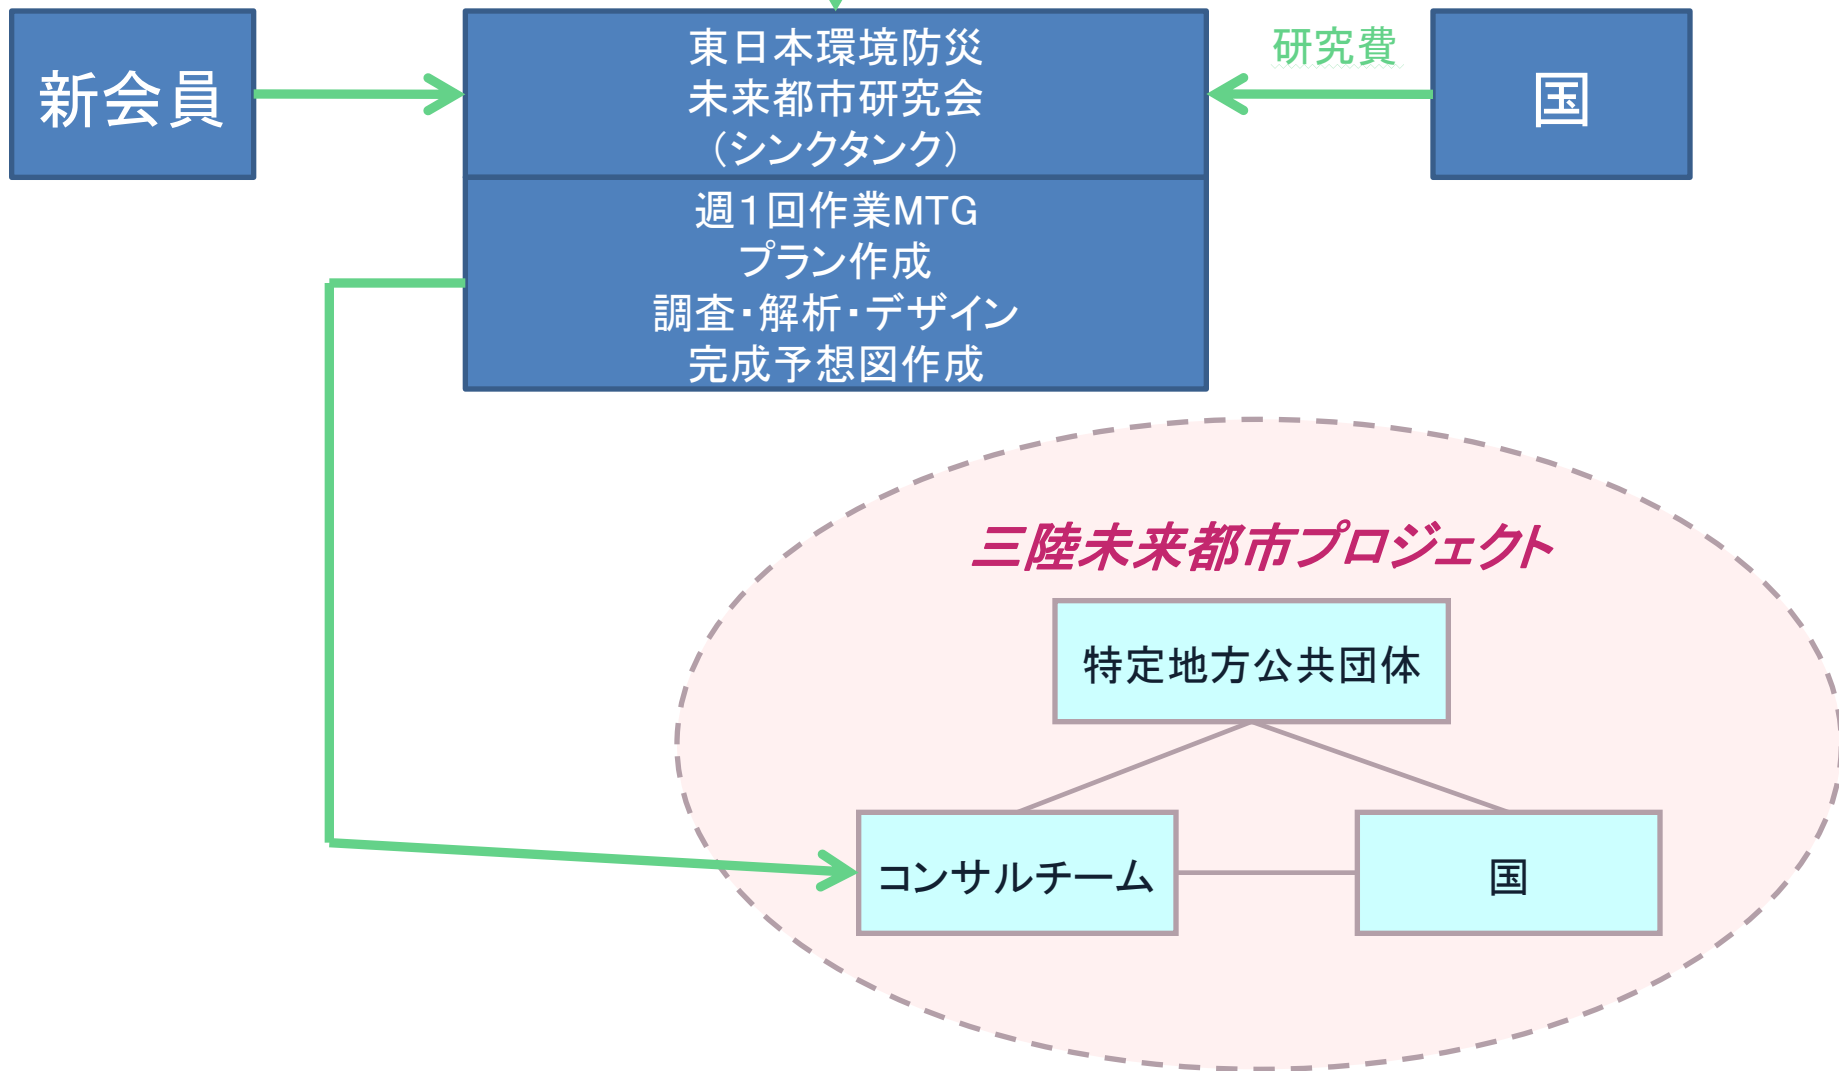 新会員
東日本環境防災
未来都市研究会
（シンクタンク）
研究費
国
週１回作業MTG
プラン作成
調査・解析・デザイン
完成予想図作成
三陸未来都市プロジェクト
特定地方公共団体
コンサルチーム
国